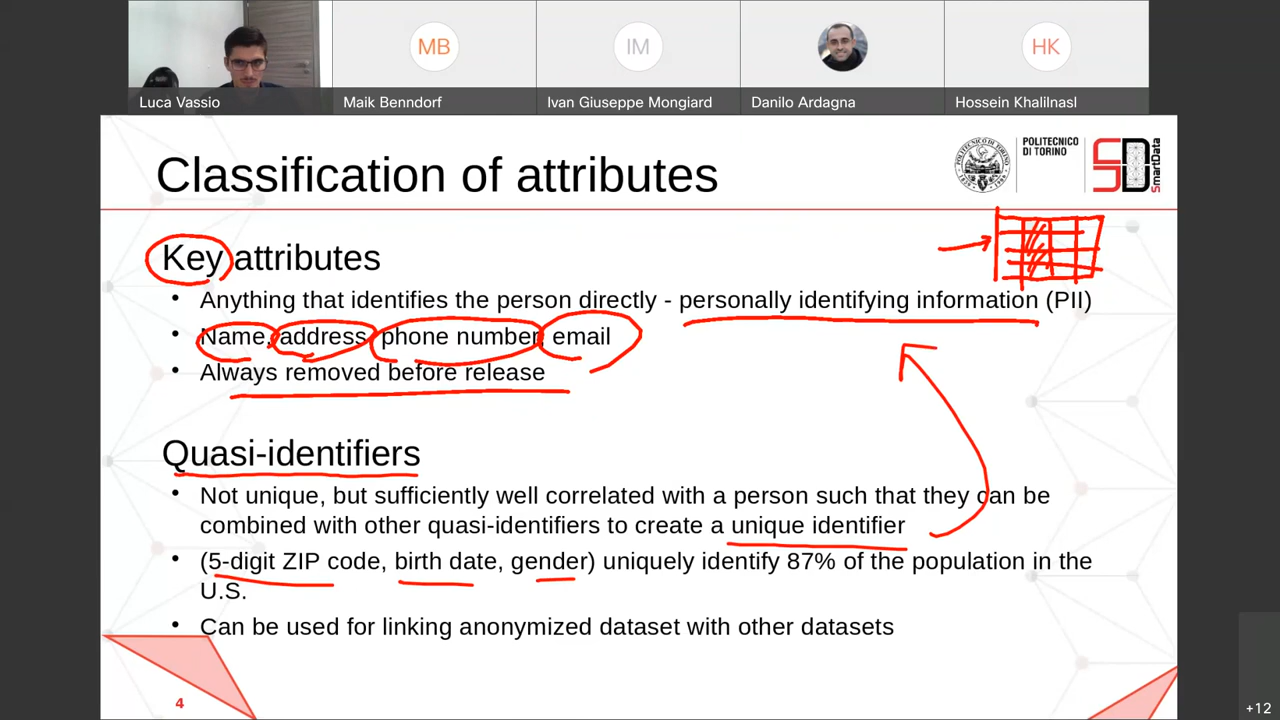 MB
IM
HK
Luca Vassio
Maik Benndorf
Ivan Giuseppe Mongiard
Danilo Ardagna
Hossein Khalilnasl
Classification of attributes
POLITECNICO
DI TORINO
SmartData
Key attributes
• Anything that identifies the person directly - personally identifying information (PII)
• Name, address, phone number, email
• Always removed before release
Quasi-identifiers
• Not unique, but sufficiently well correlated with a person such that they can be
combined with other quasi-identifiers to create a unique identifier
• (5-digit ZIP code, birth date, gender) uniquely identify 87% of the population in the
U.S.
• Can be used for linking anonymized dataset with other datasets
4
+12